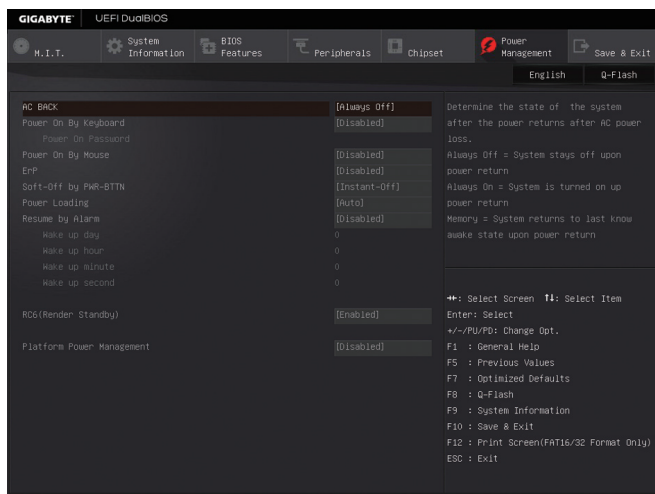 GIGABYTE™ UEFI DualBIOS
M.I.T.
System Information
BIOS Features
Peripherals
Chipset
Power Management
Save & Exit
English Q-Flash
AC BACK [Always Off]
Power On By Keyboard [Disabled]
Power On Password
Power On By Mouse [Disabled]
ErP [Disabled]
Soft-Off by PWR-BTTN [Instant-Off]
Power Loading [Auto]
Resume by Alarm [Disabled]
Wake up day 0
Wake up hour 0
Wake up minute 0
Wake up second 0
RC6(Render Standby) [Enabled]
Platform Power Management [Disabled]
Determine the state of the system
after the power returns after AC power
loss.
Always Off = System stays off upon
power return
Always On = System is turned on up
power return
Memory = System returns to last know
awake state upon power return
→←: Select Screen ↑↓: Select Item
Enter: Select
+/-/PU/PD: Change Opt.
F1 : General Help
F5 : Previous Values
F7 : Optimized Defaults
F8 : Q-Flash
F9 : System Information
F10 : Save & Exit
F12 : Print Screen(FAT16/32 Format Only)
ESC : Exit